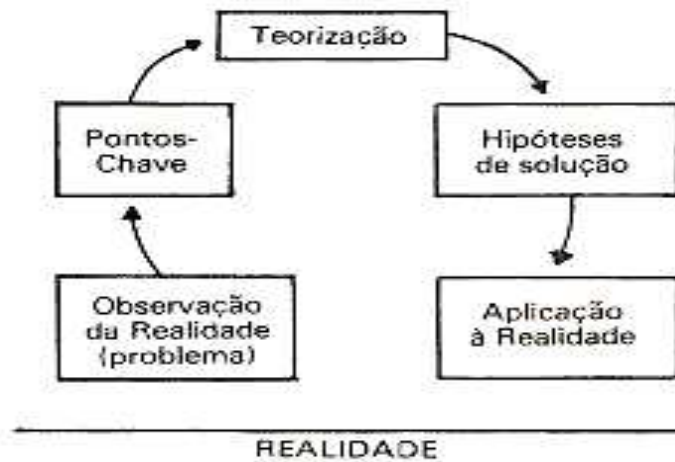 Teorização
Pontos-
Chave
Hipóteses
de solução
Observação
da Realidade
(problema)
Aplicação
à Realidade
REALIDADE